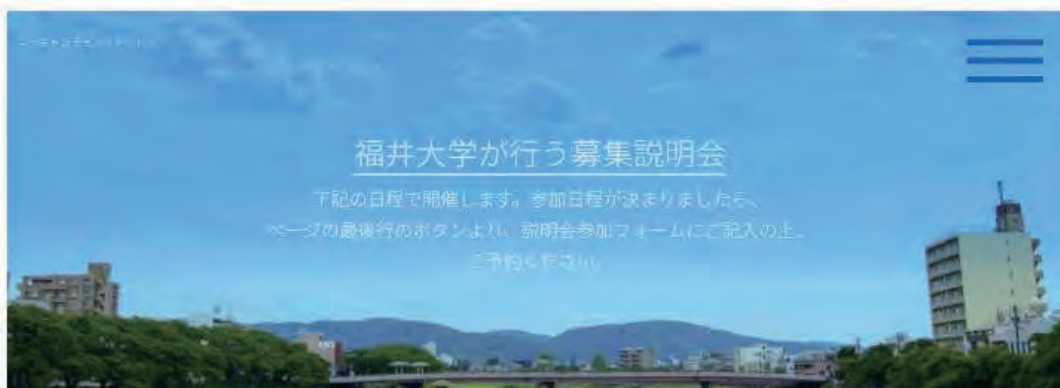 福井大学が行う募集説明会
下記の日程で開催します。参加日程が決まりましたら、
ページの最後行のボタンより、説明会参加フォームにご記入の上、
ご予約ください。